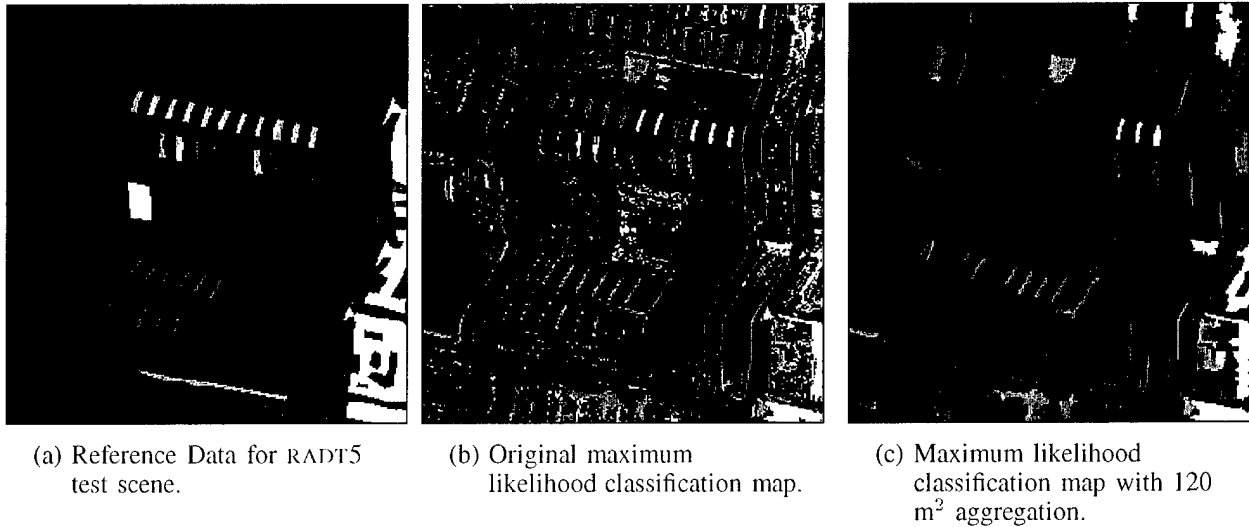 (a) Reference Data for RADT5
test scene.
(b) Original maximum
likelihood classification map.
(c) Maximum likelihood
classification map with 120
m² aggregation.